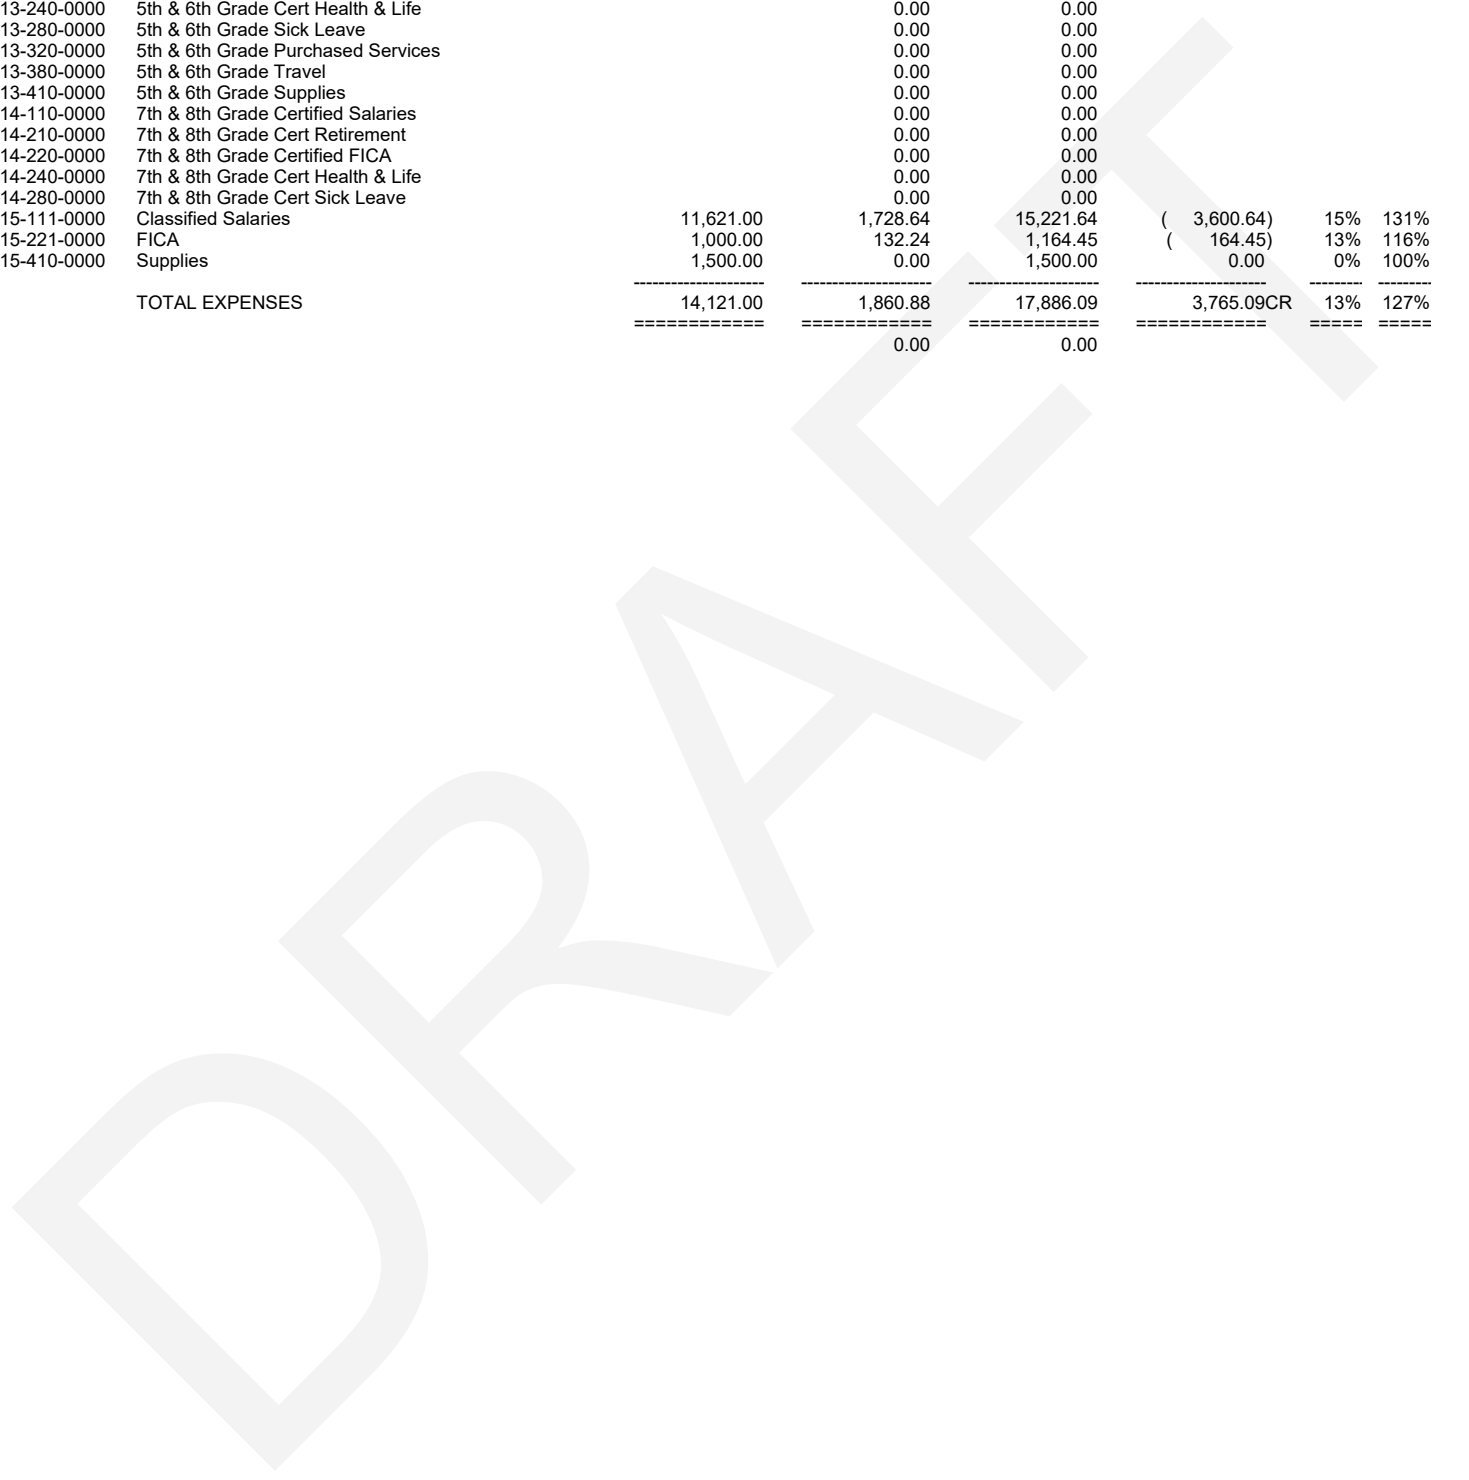 13-240-0000 5th & 6th Grade Cert Health & Life 0.00 0.00
13-280-0000 5th & 6th Grade Sick Leave 0.00 0.00
13-320-0000 5th & 6th Grade Purchased Services 0.00 0.00
13-380-0000 5th & 6th Grade Travel 0.00 0.00
13-410-0000 5th & 6th Grade Supplies 0.00 0.00
14-110-0000 7th & 8th Grade Certified Salaries 0.00 0.00
14-210-0000 7th & 8th Grade Cert Retirement 0.00 0.00
14-220-0000 7th & 8th Grade Certified FICA 0.00 0.00
14-240-0000 7th & 8th Grade Cert Health & Life 0.00 0.00
14-280-0000 7th & 8th Grade Cert Sick Leave 0.00 0.00
15-111-0000 Classified Salaries 11,621.00 1,728.64 15,221.64 ( 3,600.64) 15% 131%
15-221-0000 FICA 1,000.00 132.24 1,164.45 ( 164.45) 13% 116%
15-410-0000 Supplies 1,500.00 0.00 1,500.00 0.00 0% 100%
--------------------- --------------------- --------------------- --------------------- --------- ---------
TOTAL EXPENSES 14,121.00 1,860.88 17,886.09 3,765.09CR 13% 127%
============ ============ ============ ============ ===== =====
0.00 0.00
DRAFT